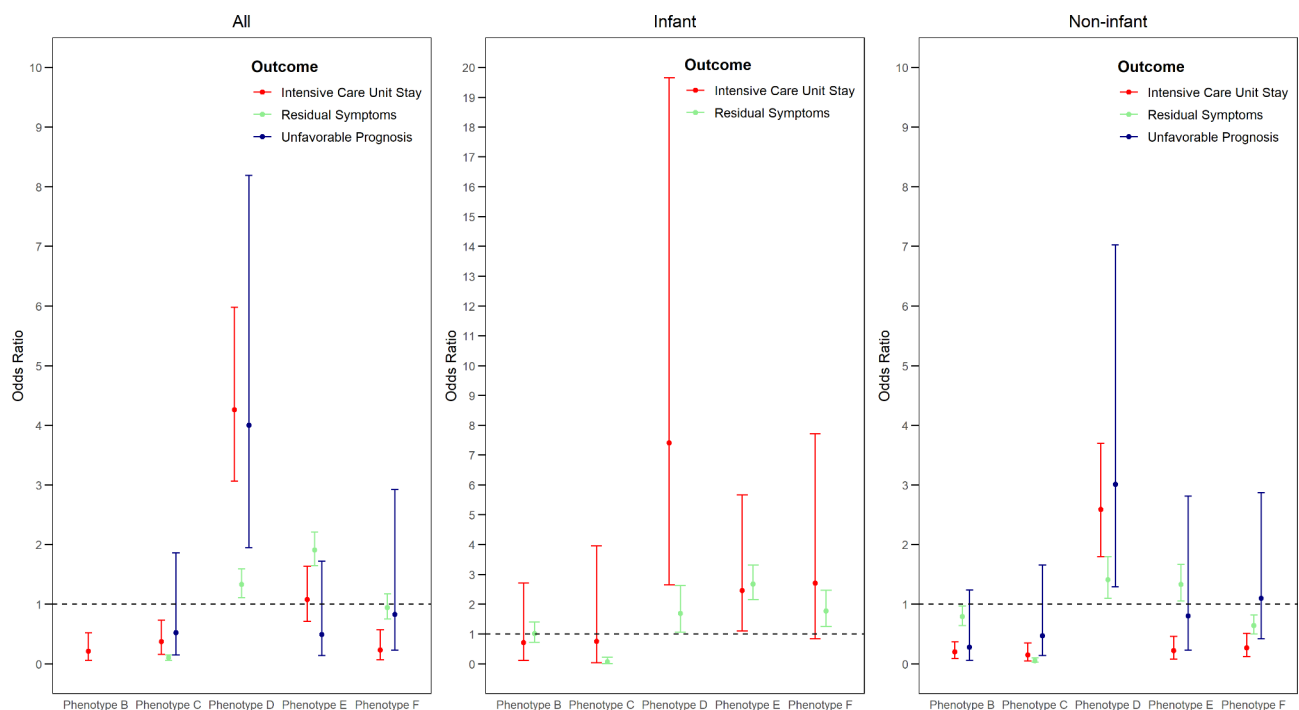 All
Odds Ratio
10
9
8
7
6
5
4
3
2
1
0
Outcome
Intensive Care Unit Stay
Residual Symptoms
Unfavorable Prognosis
Phenotype B Phenotype C Phenotype D Phenotype E Phenotype F
Infant
Odds Ratio
20
19
18
17
16
15
14
13
12
11
10
9
8
7
6
5
4
3
2
1
0
Outcome
Intensive Care Unit Stay
Residual Symptoms
Phenotype B Phenotype C Phenotype D Phenotype E Phenotype F
Non-infant
Odds Ratio
10
9
8
7
6
5
4
3
2
1
0
Outcome
Intensive Care Unit Stay
Residual Symptoms
Unfavorable Prognosis
Phenotype B Phenotype C Phenotype D Phenotype E Phenotype F